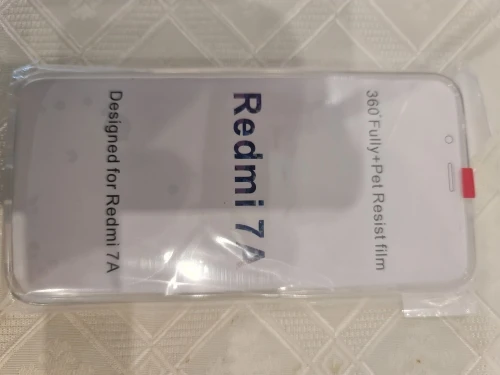 360°Fully+Pet Resist film
Redmi 7A
Designed for Redmi 7A